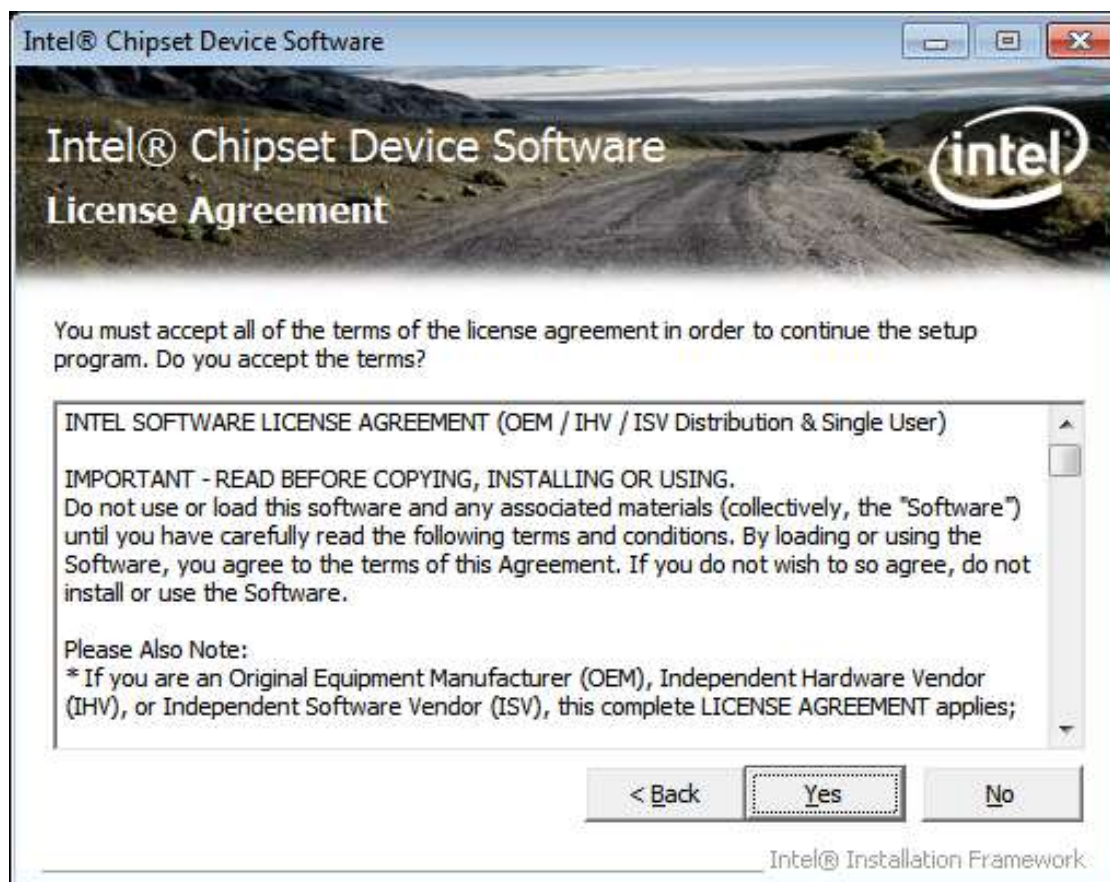 Intel® Chipset Device Software
Intel® Chipset Device Software
intel
License Agreement
You must accept all of the terms of the license agreement in order to continue the setup
program. Do you accept the terms?
INTEL SOFTWARE LICENSE AGREEMENT (OEM / IHV / ISV Distribution & Single User)
IMPORTANT - READ BEFORE COPYING, INSTALLING OR USING.
Do not use or load this software and any associated materials (collectively, the "Software")
until you have carefully read the following terms and conditions. By loading or using the
Software, you agree to the terms of this Agreement. If you do not wish to so agree, do not
install or use the Software.
Please Also Note:
* If you are an Original Equipment Manufacturer (OEM), Independent Hardware Vendor
(IHV), or Independent Software Vendor (ISV), this complete LICENSE AGREEMENT applies;
< Back Yes No
Intel® Installation Framework